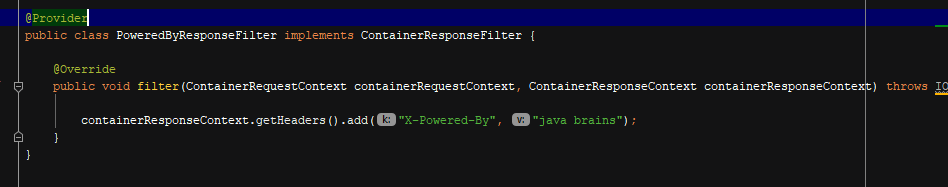 @Provider
public class PoweredByResponseFilter implements ContainerResponseFilter {
@Override
public void filter(ContainerRequestContext containerRequestContext, ContainerResponseContext containerResponseContext) throws IO
containerResponseContext.getHeaders().add( k: "X-Powered-By", v: "java brains");
}
}